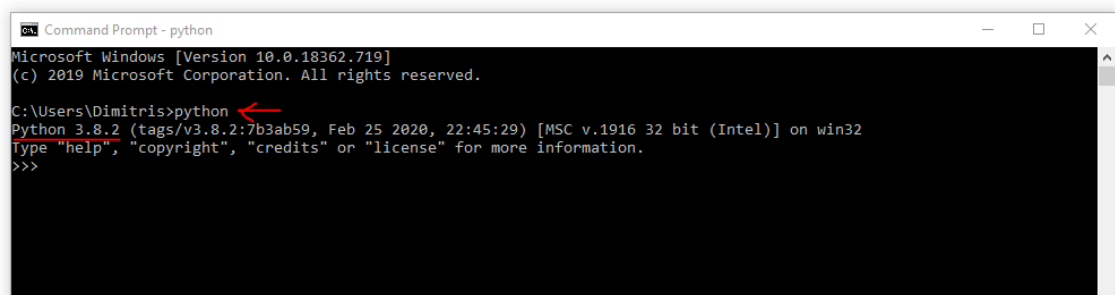 Command Prompt - python
Microsoft Windows [Version 10.0.18362.719]
(c) 2019 Microsoft Corporation. All rights reserved.
C:\Users\Dimitris>python
Python 3.8.2 (tags/v3.8.2:7b3ab59, Feb 25 2020, 22:45:29) [MSC v.1916 32 bit (Intel)] on win32
Type "help", "copyright", "credits" or "license" for more information.
>>>